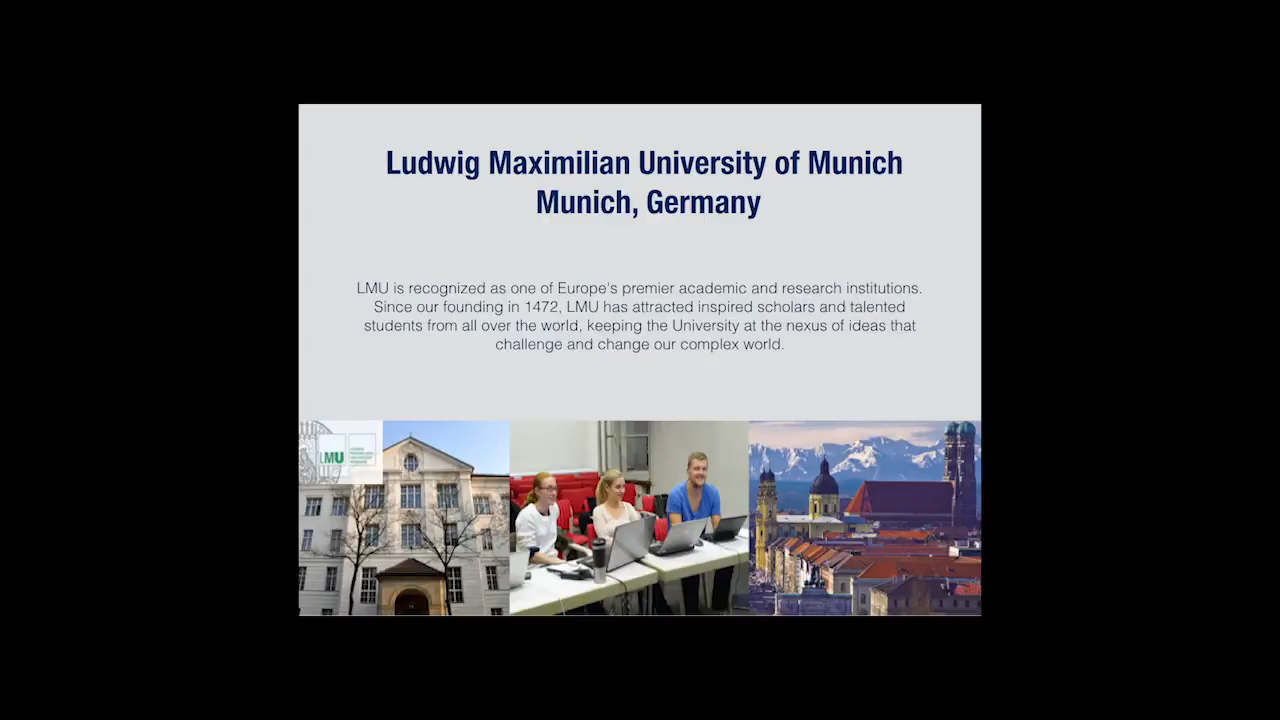 Ludwig Maximilian University of Munich
Munich, Germany
LMU is recognized as one of Europe's premier academic and research institutions.
Since our founding in 1472, LMU has attracted inspired scholars and talented
students from all over the world, keeping the University at the nexus of ideas that
challenge and change our complex world.
LMU